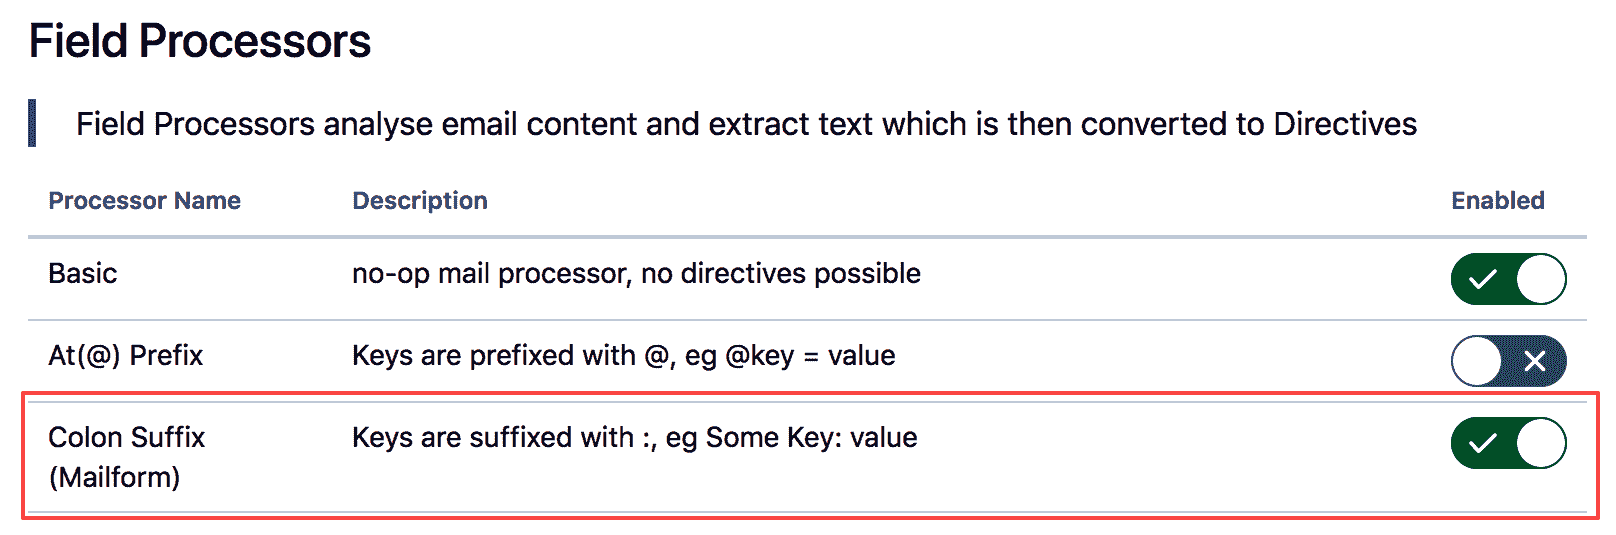 Field Processors
Field Processors analyse email content and extract text which is then converted to Directives
Processor Name Description Enabled
Basic no-op mail processor, no directives possible
At(@) Prefix Keys are prefixed with @, eg @key = value
Colon Suffix Keys are suffixed with :, eg Some Key: value
(Mailform)